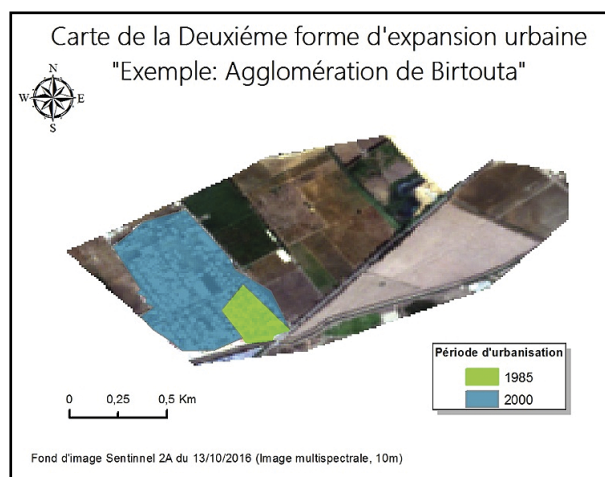 Carte de la Deuxiéme forme d'expansion urbaine
"Exemple: Agglomération de Birtouta"
N
W E
S
Période d'urbanisation
1985
2000
0 0,25 0,5 Km
Fond d'image Sentinnel 2A du 13/10/2016 (Image multispectrale, 10m)